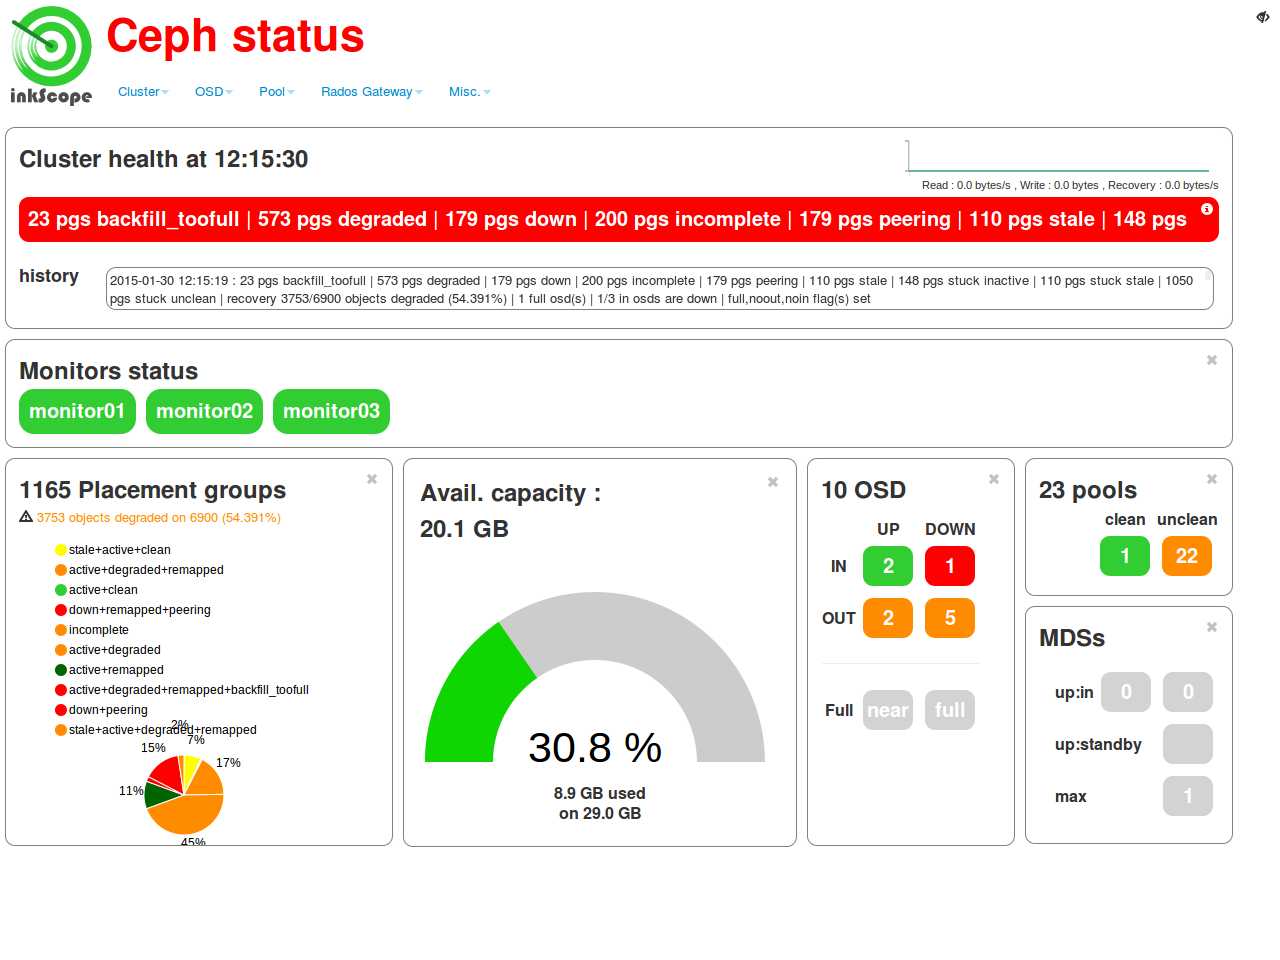 inkScope
Ceph status
Cluster OSD Pool Rados Gateway Misc.
Cluster health at 12:15:30
Read : 0.0 bytes/s , Write : 0.0 bytes , Recovery : 0.0 bytes/s
23 pgs backfill_toofull | 573 pgs degraded | 179 pgs down | 200 pgs incomplete | 179 pgs peering | 110 pgs stale | 148 pgs
history
2015-01-30 12:15:19 : 23 pgs backfill_toofull | 573 pgs degraded | 179 pgs down | 200 pgs incomplete | 179 pgs peering | 110 pgs stale | 148 pgs stuck inactive | 110 pgs stuck stale | 1050
pgs stuck unclean | recovery 3753/6900 objects degraded (54.391%) | 1 full osd(s) | 1/3 in osds are down | full,noout,noin flag(s) set
Monitors status
monitor01 monitor02 monitor03
1165 Placement groups
3753 objects degraded on 6900 (54.391%)
stale+active+clean
active+degraded+remapped
active+clean
down+remapped+peering
incomplete
active+degraded
active+remapped
active+degraded+remapped+backfill_toofull
down+peering
stale+active+degraded+remapped
2%
7%
15%
17%
11%
45%
Avail. capacity :
20.1 GB
30.8 %
8.9 GB used
on 29.0 GB
10 OSD
UP DOWN
IN 2 1
OUT 2 5
Full near full
23 pools
clean unclean
1 22
MDSs
up:in 0 0
up:standby
max 1